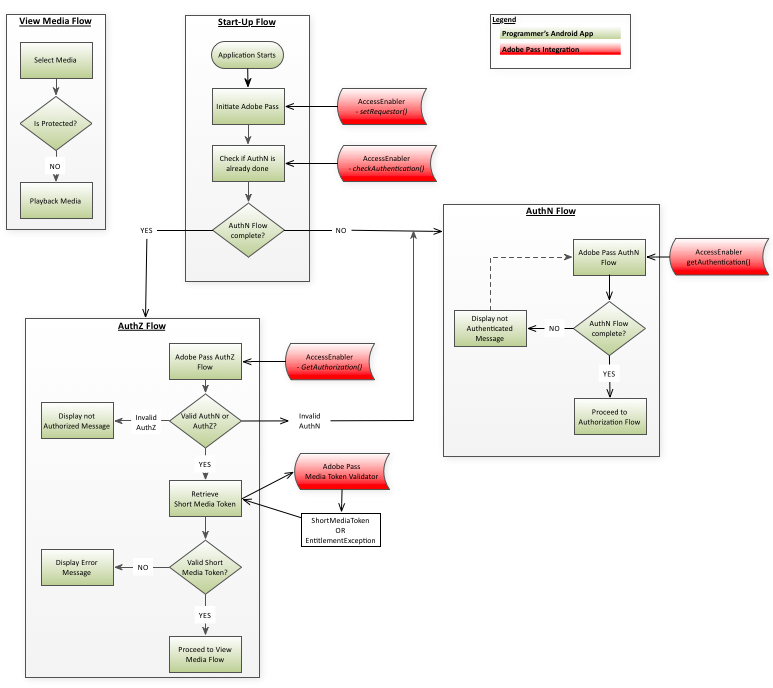 View Media Flow
Select Media
Is Protected?
NO
Playback Media
Start-Up Flow
Application Starts
Initiate Adobe Pass
AccessEnabler
- setRequestor()
Check if AuthN is
already done
AccessEnabler
- checkAuthentication()
AuthN Flow
complete?
YES
NO
Legend
Programmer's Android App
Adobe Pass Integration
AuthN Flow
Adobe Pass AuthN
Flow
AccessEnabler
getAuthentication()
AuthN Flow
complete?
NO
Display not
Authenticated
Message
YES
Proceed to
Authorization Flow
AuthZ Flow
Adobe Pass AuthZ
Flow
AccessEnabler
- GetAuthorization()
Valid AuthN or
AuthZ?
Invalid
AuthZ
Display not
Authorized Message
Invalid
AuthN
YES
Retrieve
Short Media Token
Adobe Pass
Media Token Validator
ShortMediaToken
OR
EntitlementException
Valid Short
Media Token?
NO
Display Error
Message
YES
Proceed to View
Media Flow